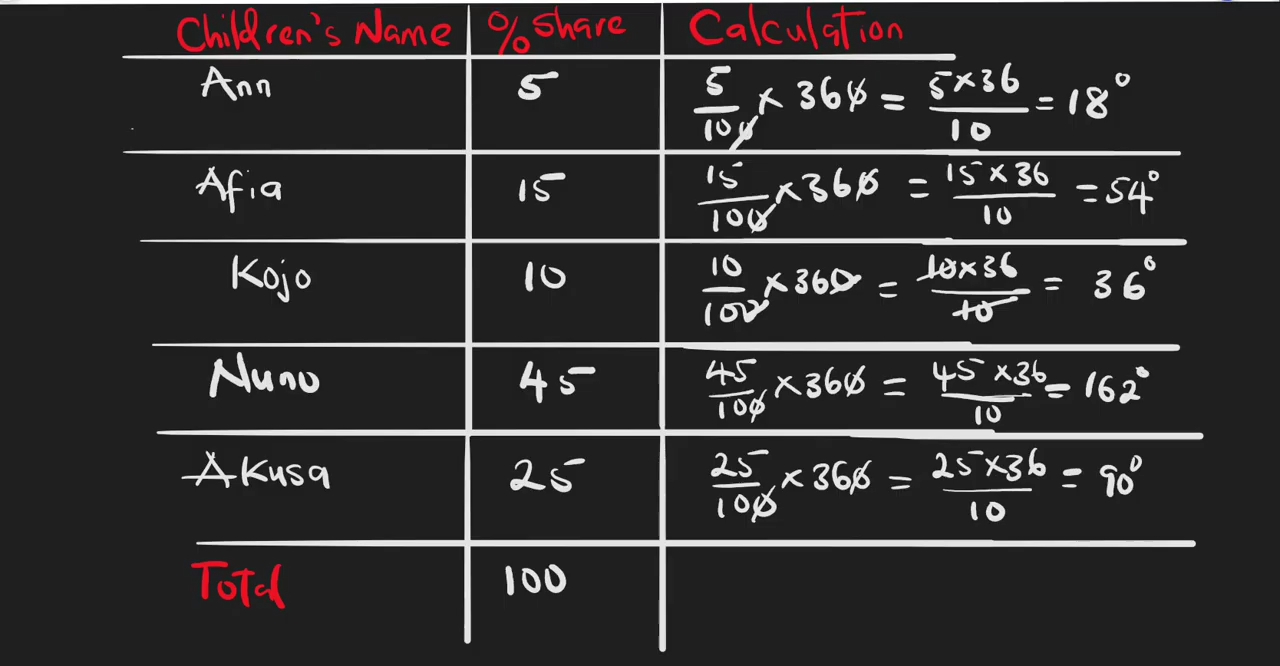 Children's Name % Share Calculation
Ann 5 5/100 × 360 = 5×36/10 = 18°
Afia 15 15/100 × 360 = 15×36/10 = 54°
Kojo 10 10/100 × 360 = 10×36/10 = 36°
Nuno 45 45/100 × 360 = 45×36/10 = 162°
Akusa 25 25/100 × 360 = 25×36/10 = 90°
Total 100